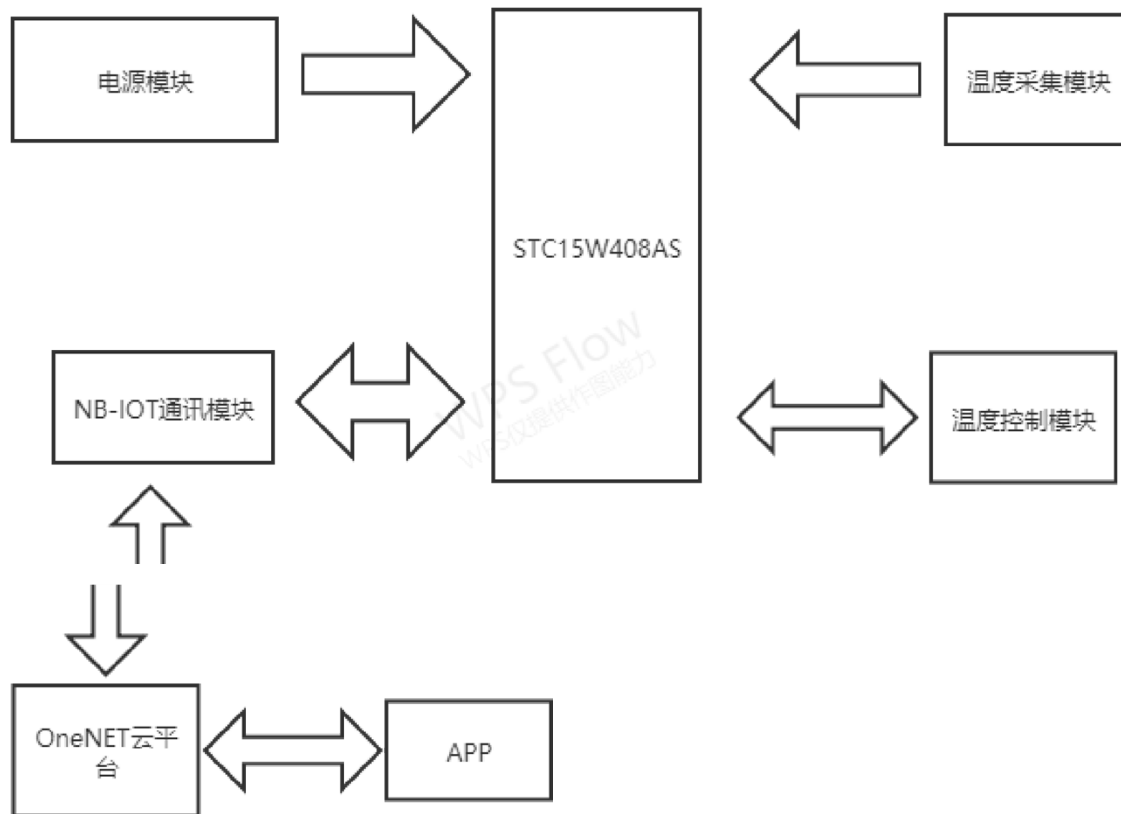 电源模块
温度采集模块
STC15W408AS
WPS Flow
WPS仅提供作图能力
NB-IOT通讯模块
温度控制模块
OneNET云平
台
APP